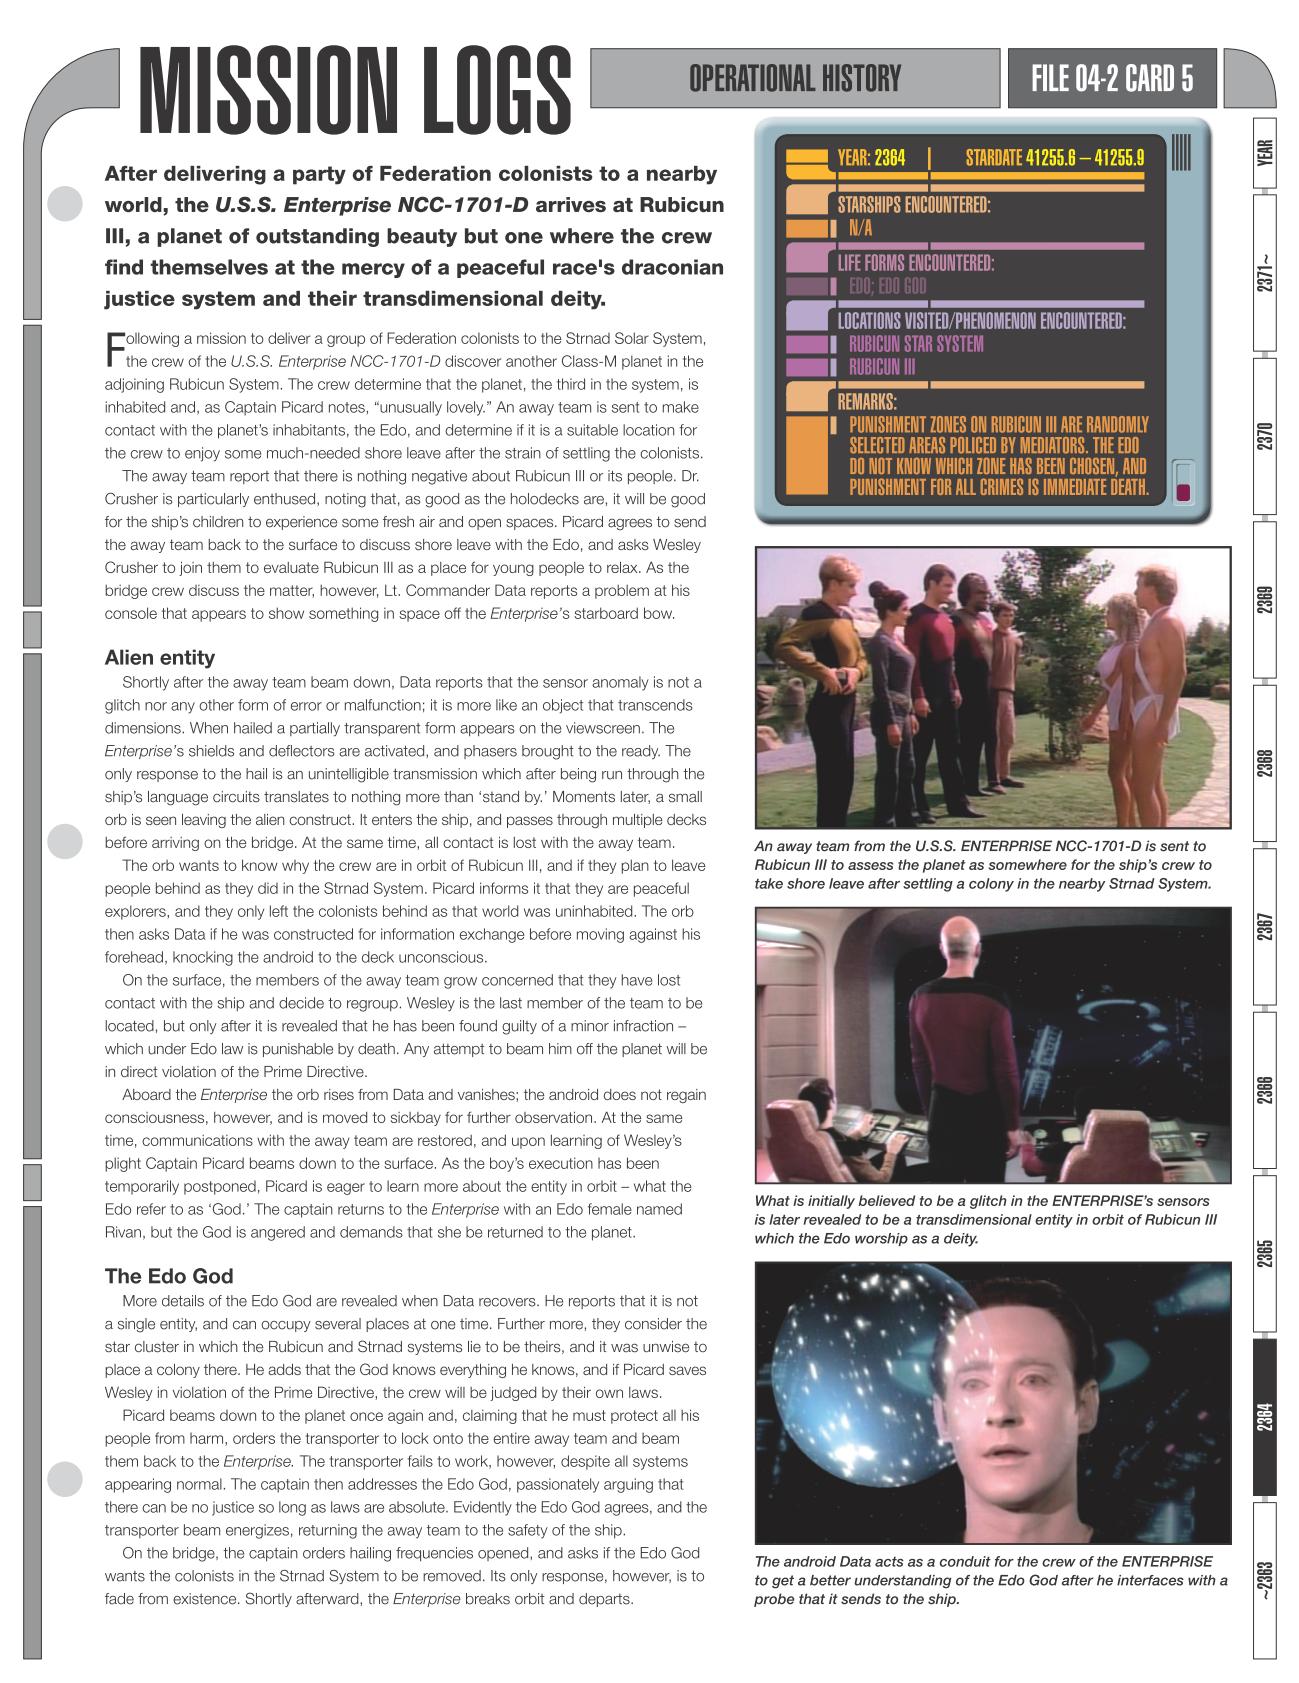 MISSION LOGS
OPERATIONAL HISTORY
FILE 04-2 CARD 5
After delivering a party of Federation colonists to a nearby
world, the U.S.S. Enterprise NCC-1701-D arrives at Rubicun
III, a planet of outstanding beauty but one where the crew
find themselves at the mercy of a peaceful race's draconian
justice system and their transdimensional deity.
Following a mission to deliver a group of Federation colonists to the Strnad Solar System,
the crew of the U.S.S. Enterprise NCC-1701-D discover another Class-M planet in the
adjoining Rubicun System. The crew determine that the planet, the third in the system, is
inhabited and, as Captain Picard notes, “unusually lovely.” An away team is sent to make
contact with the planet’s inhabitants, the Edo, and determine if it is a suitable location for
the crew to enjoy some much-needed shore leave after the strain of settling the colonists.
The away team report that there is nothing negative about Rubicun III or its people. Dr.
Crusher is particularly enthused, noting that, as good as the holodecks are, it will be good
for the ship’s children to experience some fresh air and open spaces. Picard agrees to send
the away team back to the surface to discuss shore leave with the Edo, and asks Wesley
Crusher to join them to evaluate Rubicun III as a place for young people to relax. As the
bridge crew discuss the matter, however, Lt. Commander Data reports a problem at his
console that appears to show something in space off the Enterprise’s starboard bow.
Alien entity
Shortly after the away team beam down, Data reports that the sensor anomaly is not a
glitch nor any other form of error or malfunction; it is more like an object that transcends
dimensions. When hailed a partially transparent form appears on the viewscreen. The
Enterprise’s shields and deflectors are activated, and phasers brought to the ready. The
only response to the hail is an unintelligible transmission which after being run through the
ship’s language circuits translates to nothing more than ‘stand by.’ Moments later, a small
orb is seen leaving the alien construct. It enters the ship, and passes through multiple decks
before arriving on the bridge. At the same time, all contact is lost with the away team.
The orb wants to know why the crew are in orbit of Rubicun III, and if they plan to leave
people behind as they did in the Strnad System. Picard informs it that they are peaceful
explorers, and they only left the colonists behind as that world was uninhabited. The orb
then asks Data if he was constructed for information exchange before moving against his
forehead, knocking the android to the deck unconscious.
On the surface, the members of the away team grow concerned that they have lost
contact with the ship and decide to regroup. Wesley is the last member of the team to be
located, but only after it is revealed that he has been found guilty of a minor infraction –
which under Edo law is punishable by death. Any attempt to beam him off the planet will be
in direct violation of the Prime Directive.
Aboard the Enterprise the orb rises from Data and vanishes; the android does not regain
consciousness, however, and is moved to sickbay for further observation. At the same
time, communications with the away team are restored, and upon learning of Wesley’s
plight Captain Picard beams down to the surface. As the boy’s execution has been
temporarily postponed, Picard is eager to learn more about the entity in orbit – what the
Edo refer to as ‘God.’ The captain returns to the Enterprise with an Edo female named
Rivan, but the God is angered and demands that she be returned to the planet.
The Edo God
More details of the Edo God are revealed when Data recovers. He reports that it is not
a single entity, and can occupy several places at one time. Further more, they consider the
star cluster in which the Rubicun and Strnad systems lie to be theirs, and it was unwise to
place a colony there. He adds that the God knows everything he knows, and if Picard saves
Wesley in violation of the Prime Directive, the crew will be judged by their own laws.
Picard beams down to the planet once again and, claiming that he must protect all his
people from harm, orders the transporter to lock onto the entire away team and beam
them back to the Enterprise. The transporter fails to work, however, despite all systems
appearing normal. The captain then addresses the Edo God, passionately arguing that
there can be no justice so long as laws are absolute. Evidently the Edo God agrees, and the
transporter beam energizes, returning the away team to the safety of the ship.
On the bridge, the captain orders hailing frequencies opened, and asks if the Edo God
wants the colonists in the Strnad System to be removed. Its only response, however, is to
fade from existence. Shortly afterward, the Enterprise breaks orbit and departs.
YEAR: 2364
STARDATE 41255.6 – 41255.9
STARSHIPS ENCOUNTERED:
N/A
LIFE FORMS ENCOUNTERED:
EDO; EDO GOD
LOCATIONS VISITED/PHENOMENON ENCOUNTERED:
RUBICUN STAR SYSTEM
RUBICUN III
REMARKS:
PUNISHMENT ZONES ON RUBICUN III ARE RANDOMLY
SELECTED AREAS POLICED BY MEDIATORS. THE EDO
DO NOT KNOW WHICH ZONE HAS BEEN CHOSEN, AND
PUNISHMENT FOR ALL CRIMES IS IMMEDIATE DEATH.
An away team from the U.S.S. ENTERPRISE NCC-1701-D is sent to
Rubicun III to assess the planet as somewhere for the ship’s crew to
take shore leave after settling a colony in the nearby Strnad System.
What is initially believed to be a glitch in the ENTERPRISE’s sensors
is later revealed to be a transdimensional entity in orbit of Rubicun III
which the Edo worship as a deity.
The android Data acts as a conduit for the crew of the ENTERPRISE
to get a better understanding of the Edo God after he interfaces with a
probe that it sends to the ship.
YEAR
2371~
2370
2369
2368
2367
2366
2365
2364
~2363